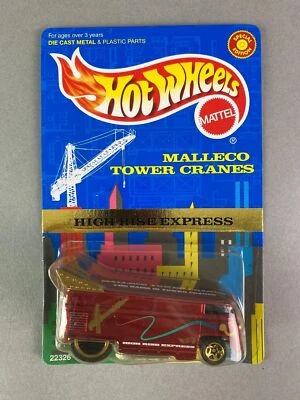 For ages over 3 years
DIE CAST METAL & PLASTIC PARTS
SPECIAL EDITION
HOT WHEELS
MATTEL
®
MALLECO
TOWER CRANES
HIGH RISE EXPRESS
HIGH RISE EXPRESS
22326